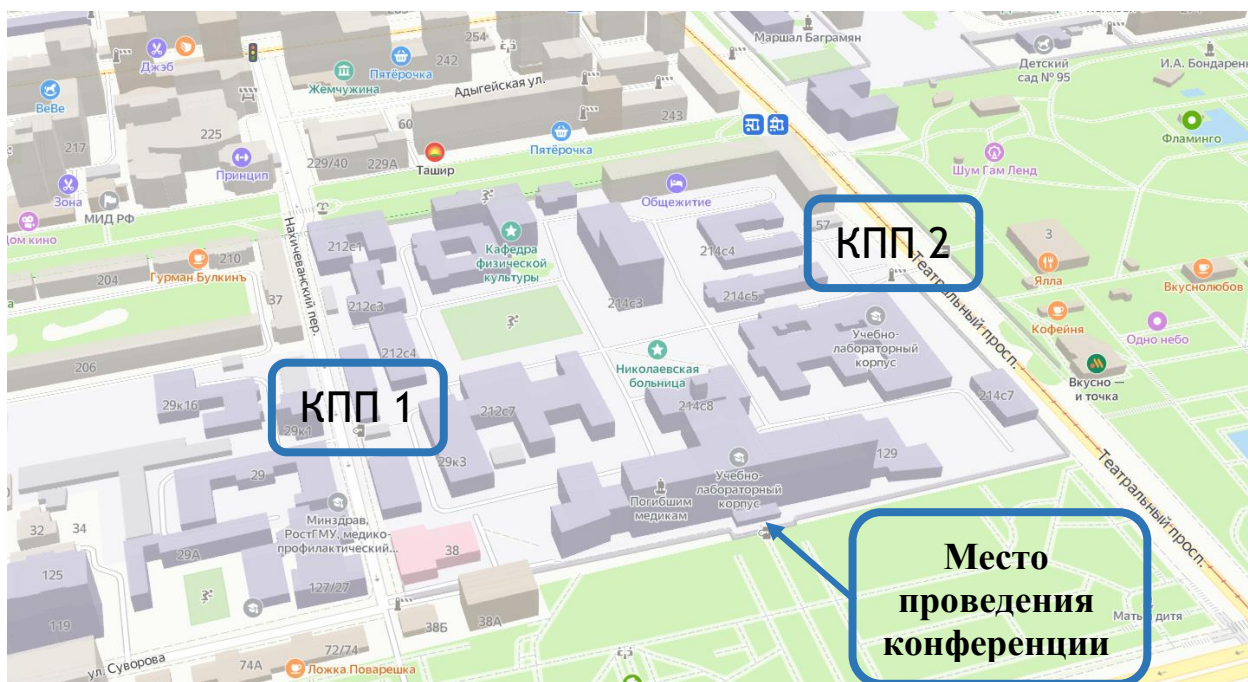 254
Маршал Баграмян
Джэб
242
Пятёрочка
Детский
сад № 95
И.А. Бондарен
Жемчужина
Адыгейская ул.
ВеВе
60
243
225
217
Пятёрочка
Фламинго
229/40
229А
Ташир
Принцип
Шум Гам Ленд
Зона
МИД РФ
Общежитие
Дом кино
Нахичеванский пер.
212с1
Кафедра
физической
культуры
214с4
57
КПП 2
3
210
204
Гурман Булкинъ
Ялла
Вкуснолюбов
37
212с3
214с3
214с5
Театральный просп.
Учебно-
лабораторный
корпус
Кофейня
Одно небо
212с4
206
Николаевская
больница
Вкусно —
и точка
КПП 1
29к16
29к1
212с7
214с8
214с7
29к3
129
29
Учебно-
лабораторный
корпус
Погибшим
медикам
Театральный просп.
Минздрав,
РостГМУ, медико-
профилактический...
32
34
29А
38
Место
проведения
конференции
125
127/27
119
38Б
38А
Мать и дитя
72/74
74А
ул. Суворова
Ложка Поварешка